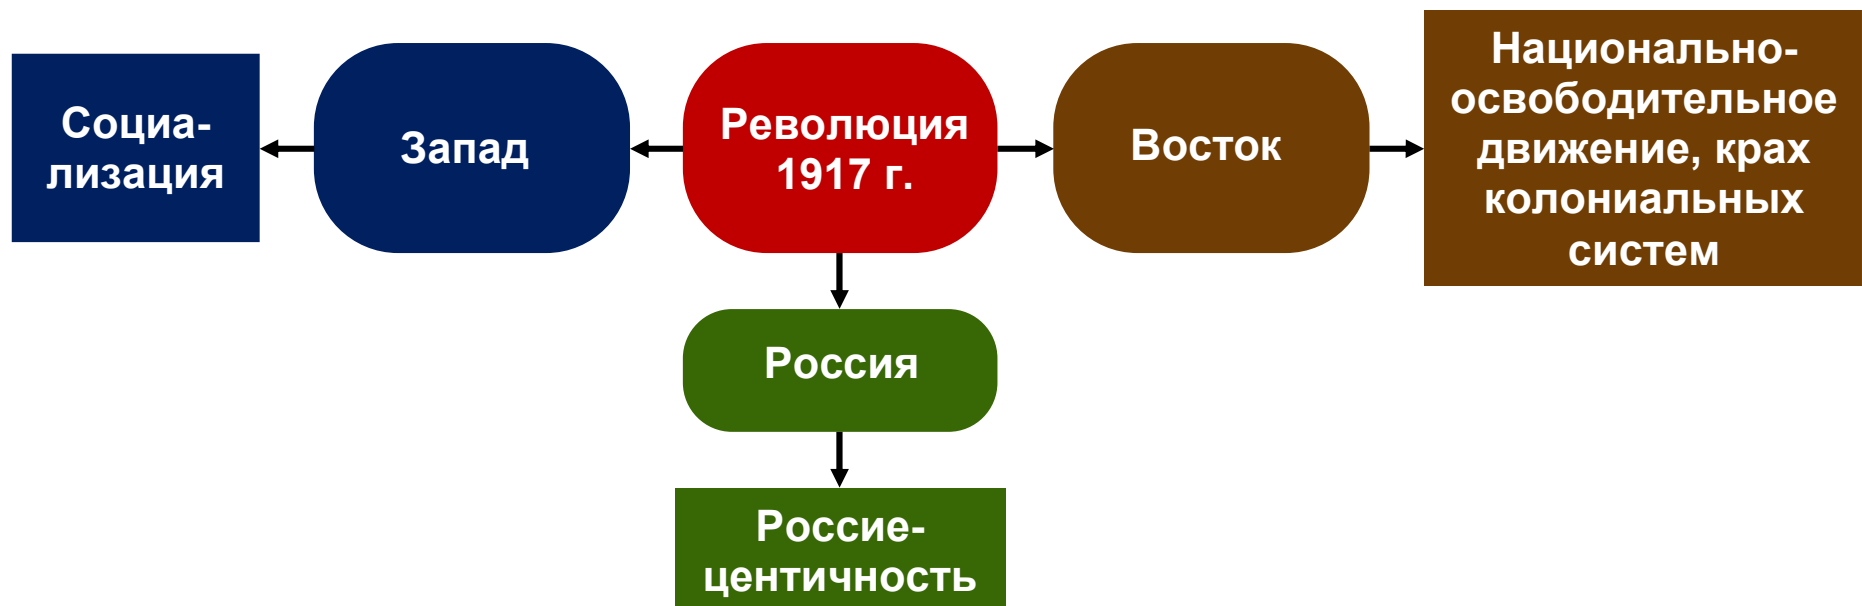 Социа-
лизация
Запад
Революция
1917 г.
Восток
Национально-
освободительное
движение, крах
колониальных
систем
Россия
Россие-
центичность